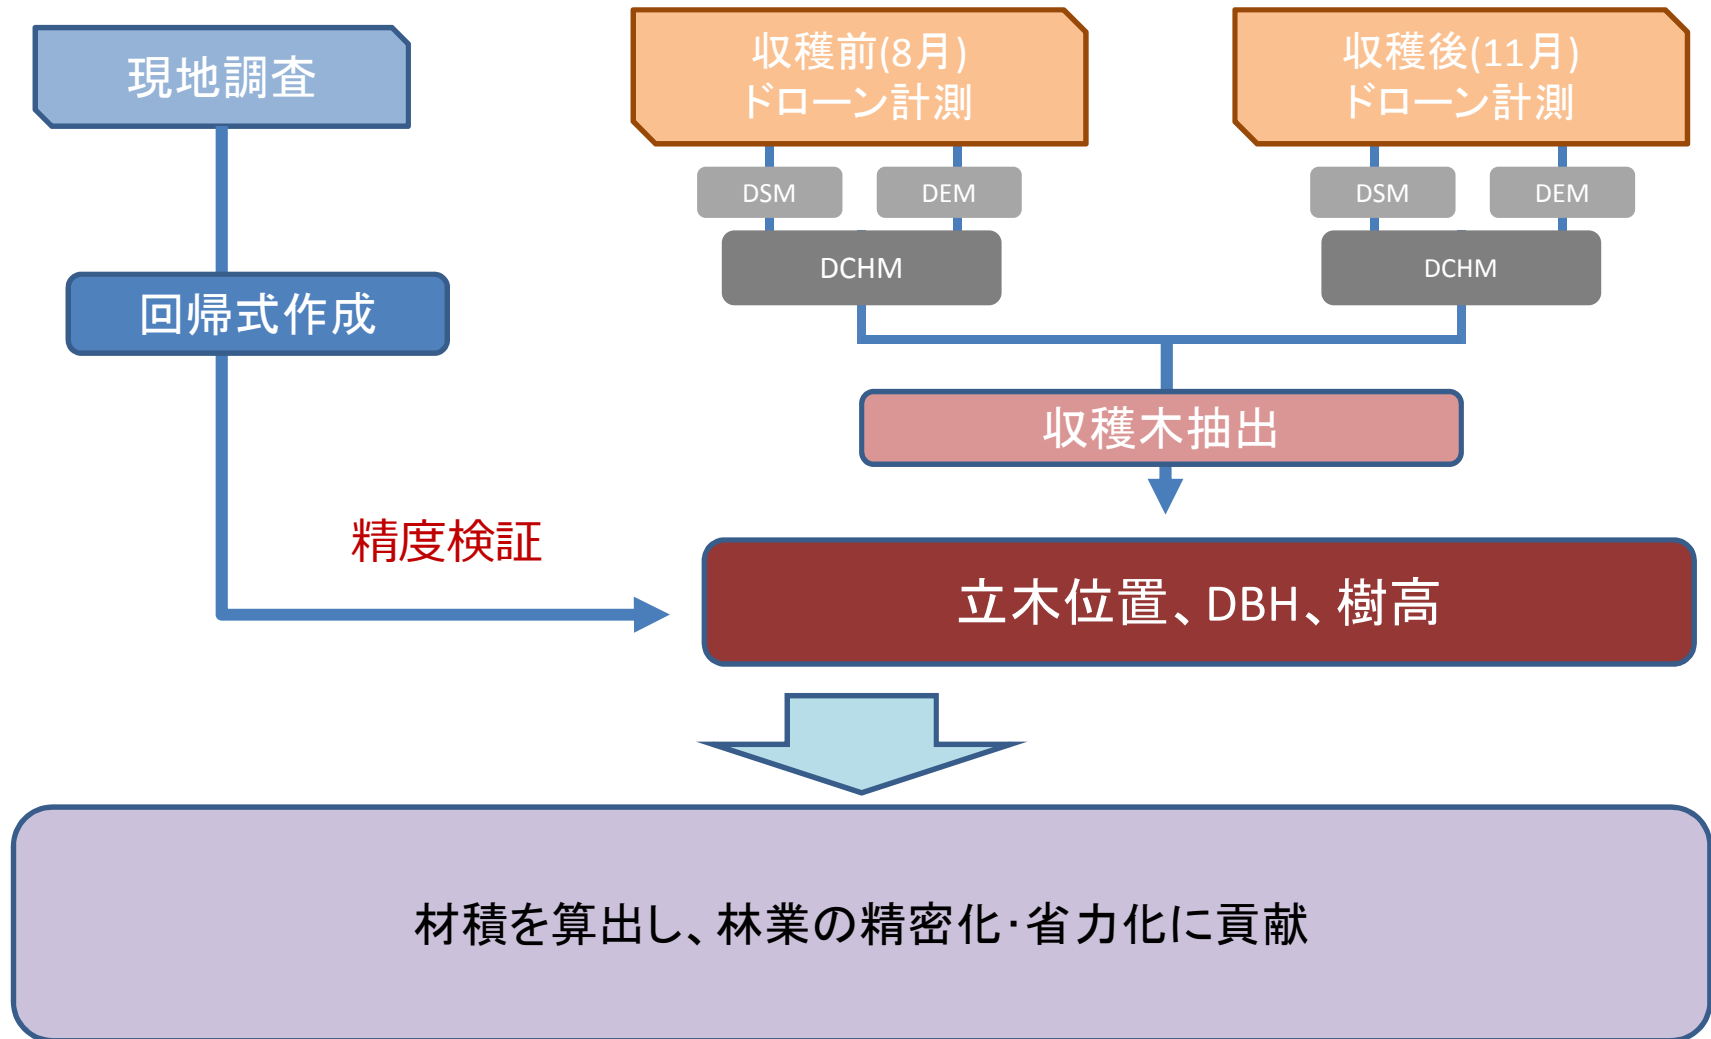 現地調査
収穫前(8月)
ドローン計測
収穫後(11月)
ドローン計測
DSM
DEM
DSM
DEM
DCHM
DCHM
回帰式作成
収穫木抽出
精度検証
立木位置、DBH、樹高
材積を算出し、林業の精密化･省力化に貢献